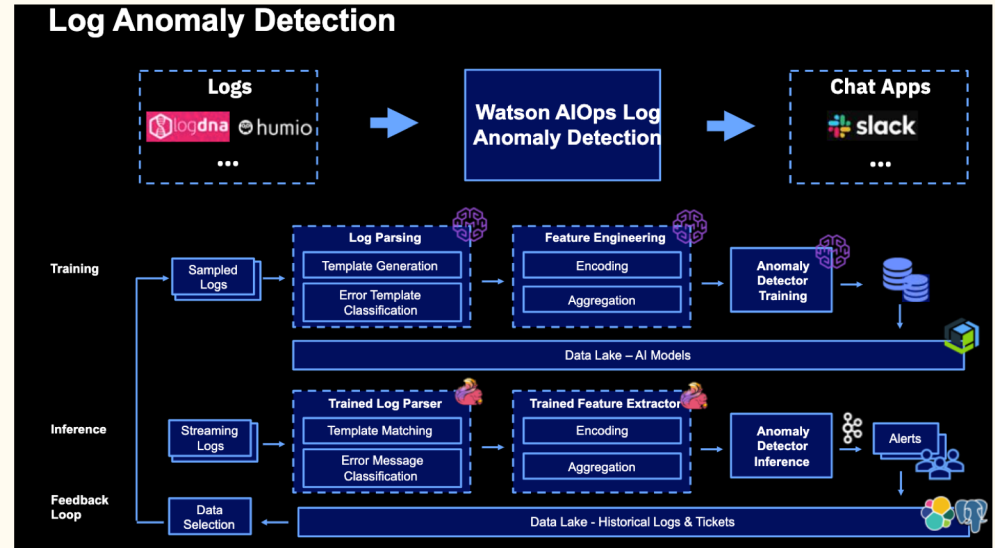 Log Anomaly Detection
Logs
logdna humio
...
Watson AIOps Log
Anomaly Detection
Chat Apps
slack
...
Training
Sampled
Logs
Log Parsing
Template Generation
Error Template
Classification
Feature Engineering
Encoding
Aggregation
Anomaly
Detector
Training
Data Lake – AI Models
Inference
Streaming
Logs
Trained Log Parser
Template Matching
Error Message
Classification
Trained Feature Extractor
Encoding
Aggregation
Anomaly
Detector
Inference
Alerts
Feedback
Loop
Data
Selection
Data Lake - Historical Logs & Tickets